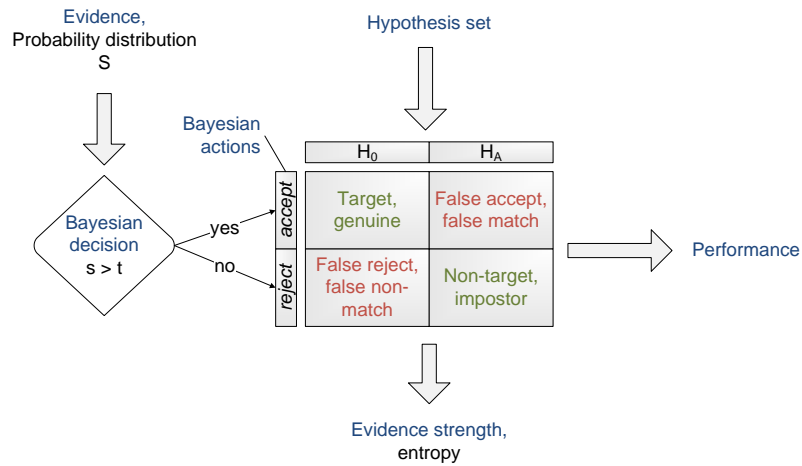 Evidence,
Probability distribution
S
Hypothesis set
Bayesian
actions
H₀
H_A
Bayesian
decision
s > t
yes
no
accept
reject
Target,
genuine
False accept,
false match
False reject,
false non-
match
Non-target,
impostor
Performance
Evidence strength,
entropy